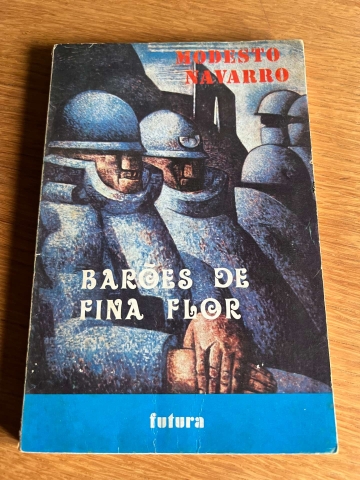 MODESTO
NAVARRO
BARÕES DE
FINA FLOR
futura